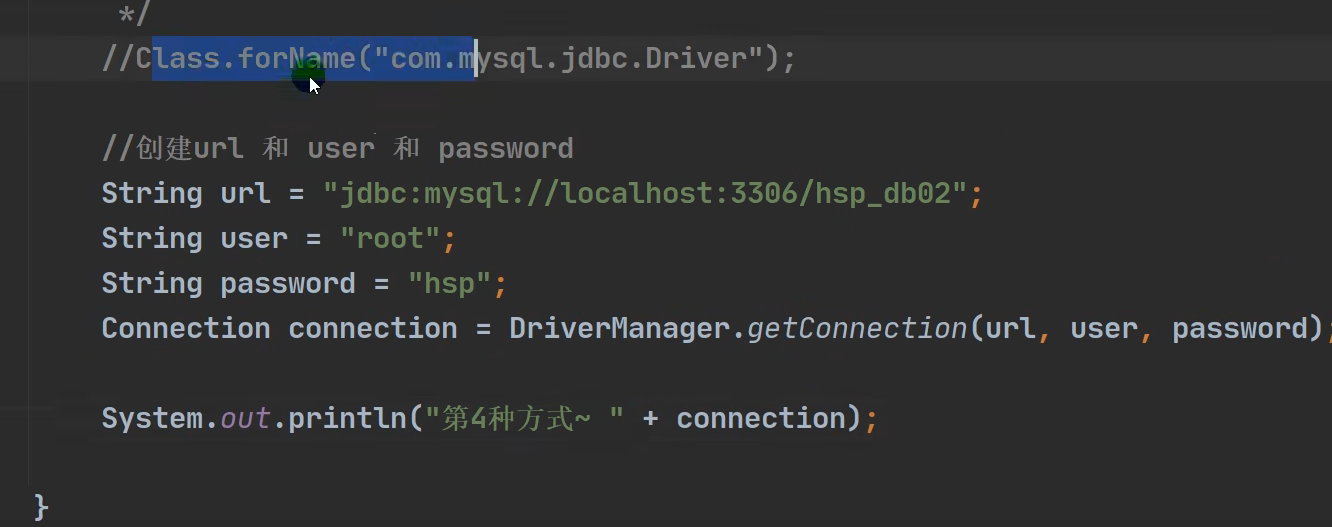 */
//Class.forName("com.mysql.jdbc.Driver");
//创建url 和 user 和 password
String url = "jdbc:mysql://localhost:3306/hsp_db02";
String user = "root";
String password = "hsp";
Connection connection = DriverManager.getConnection(url, user, password);
System.out.println("第4种方式~ " + connection);
}